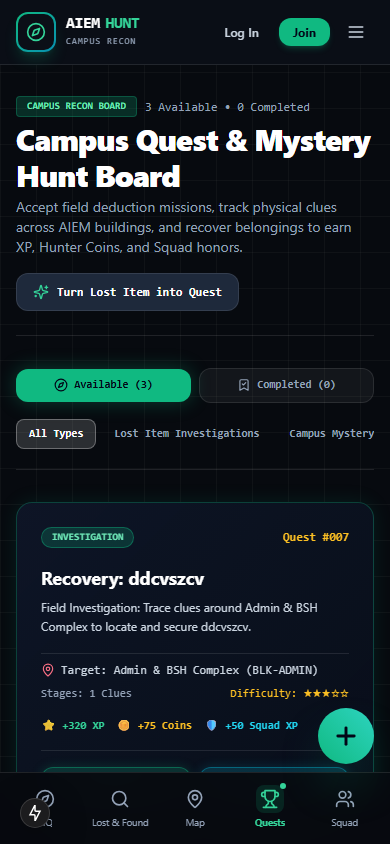 AIEM HUNT
CAMPUS RECON
Log In
Join
CAMPUS RECON BOARD
3 Available • 0 Completed
Campus Quest & Mystery
Hunt Board
Accept field deduction missions, track physical clues
across AIEM buildings, and recover belongings to earn
XP, Hunter Coins, and Squad honors.
Turn Lost Item into Quest
Available (3)
Completed (0)
All Types
Lost Item Investigations
Campus Mystery
INVESTIGATION
Quest #007
Recovery: ddcvszcv
Field Investigation: Trace clues around Admin & BSH
Complex to locate and secure ddcvszcv.
Target: Admin & BSH Complex (BLK-ADMIN)
Stages: 1 Clues
Difficulty: ★★★☆☆
+320 XP
+75 Coins
+50 Squad XP
Lost & Found
Map
Quests
Squad